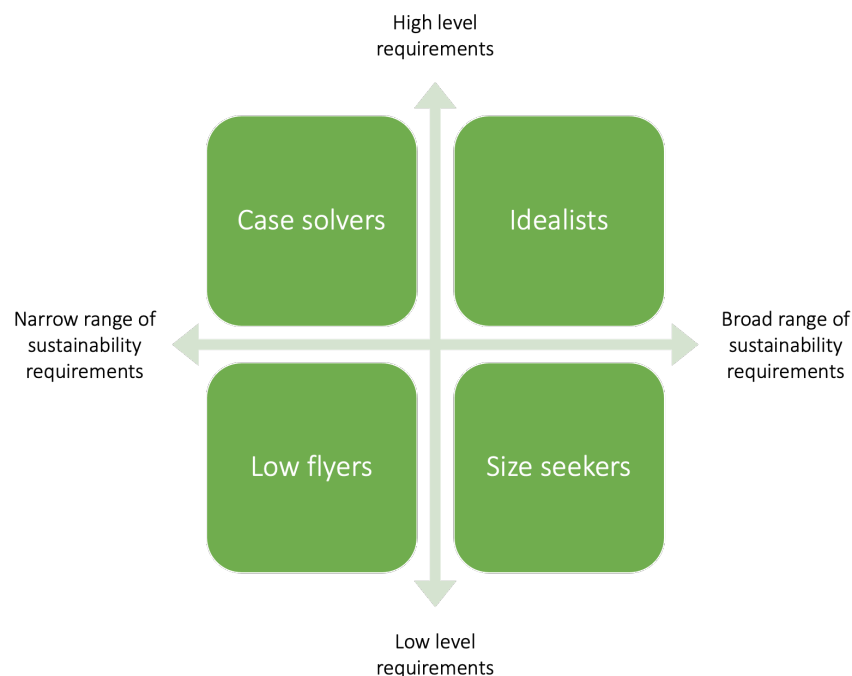 High level
requirements
Case solvers
Idealists
Narrow range of
sustainability
requirements
Broad range of
sustainability
requirements
Low flyers
Size seekers
Low level
requirements